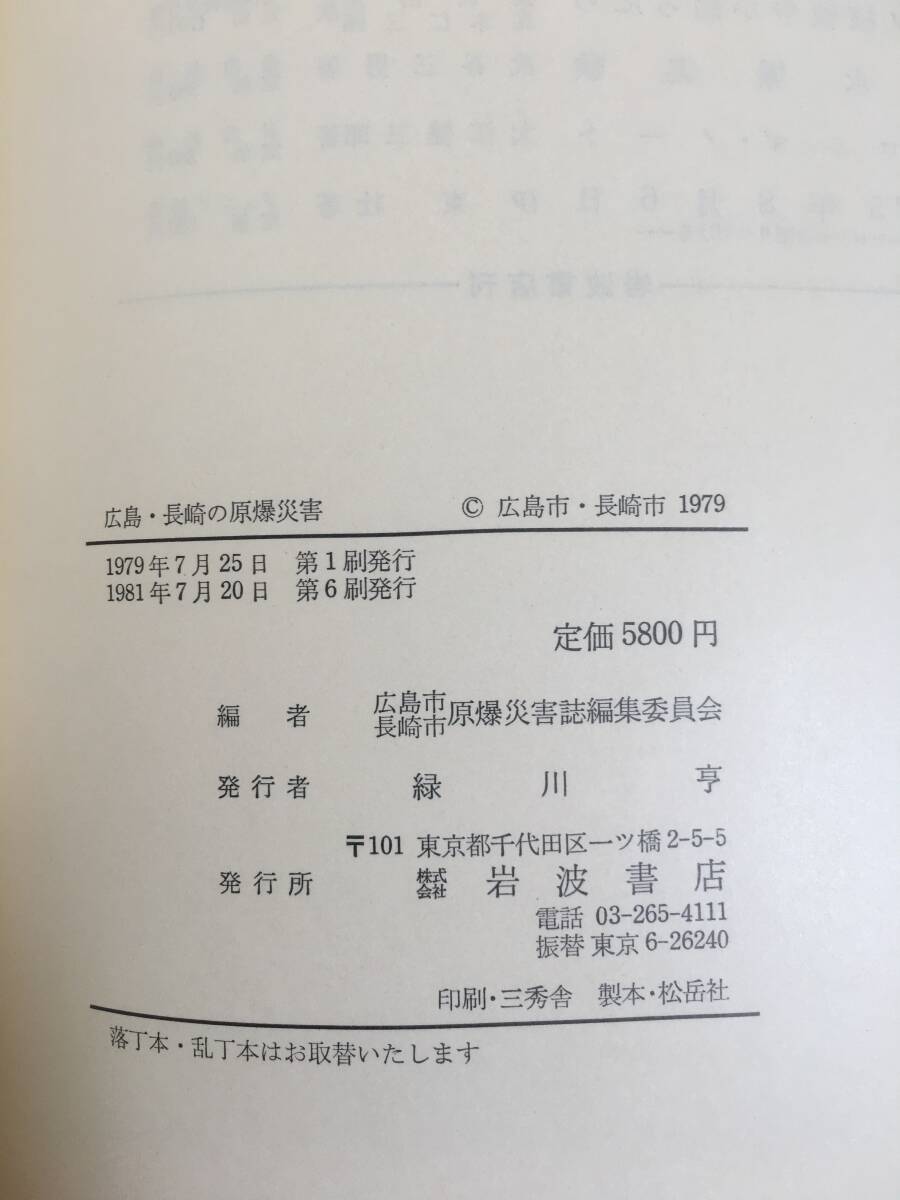 広島・長崎の原爆災害 © 広島市・長崎市 1979
1979年7月25日 第1刷発行
1981年7月20日 第6刷発行
定価 5800 円
編者 広島市長崎市原爆災害誌編集委員会
発行者 緑川亨
〒101 東京都千代田区一ツ橋2-5-5
発行所 株式会社 岩波書店
電話 03-265-4111
振替 東京 6-26240
印刷・三秀舎 製本・松岳社
落丁本・乱丁本はお取替いたします